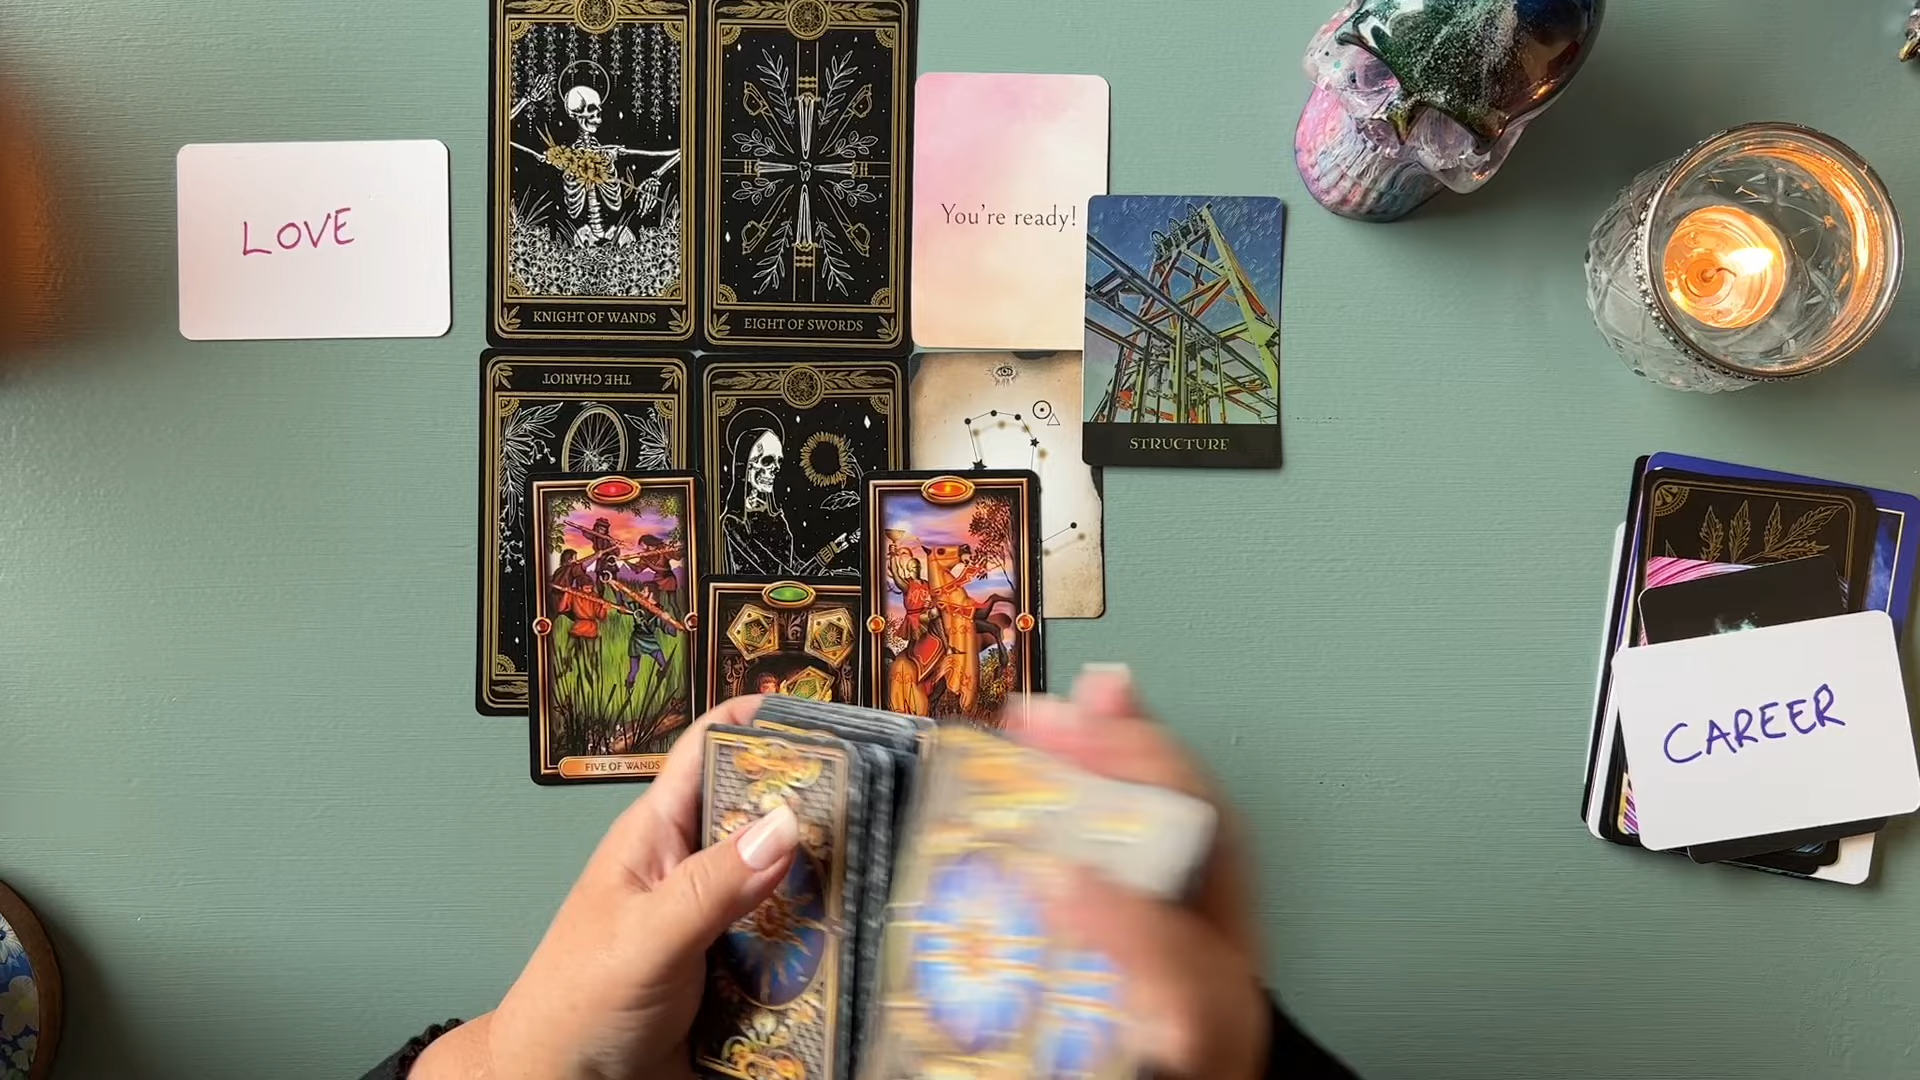 KNIGHT OF WANDS
EIGHT OF SWORDS
You're ready!
LOVE
THE CHARIOT
STRUCTURE
FIVE OF WANDS
CAREER